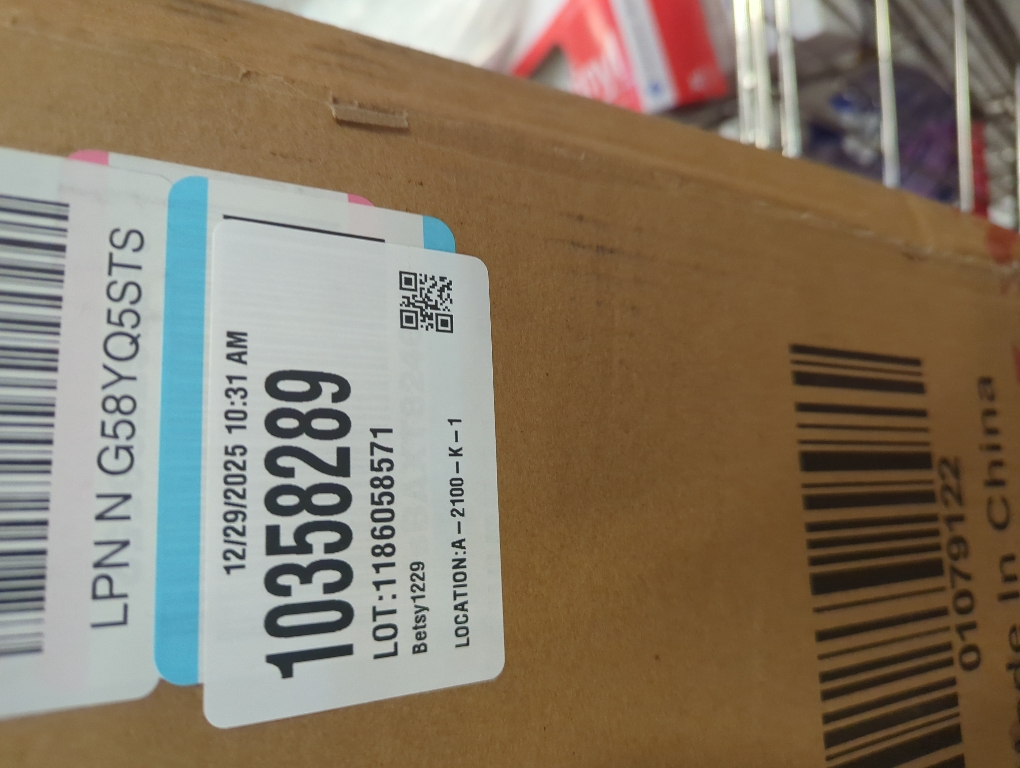 LPN N G58YQ5STS
12/29/2025 10:31 AM
10358289
LOT:1186058571
Betsy1229
LOCATION:A-2100-K-1
01079122
Made In China